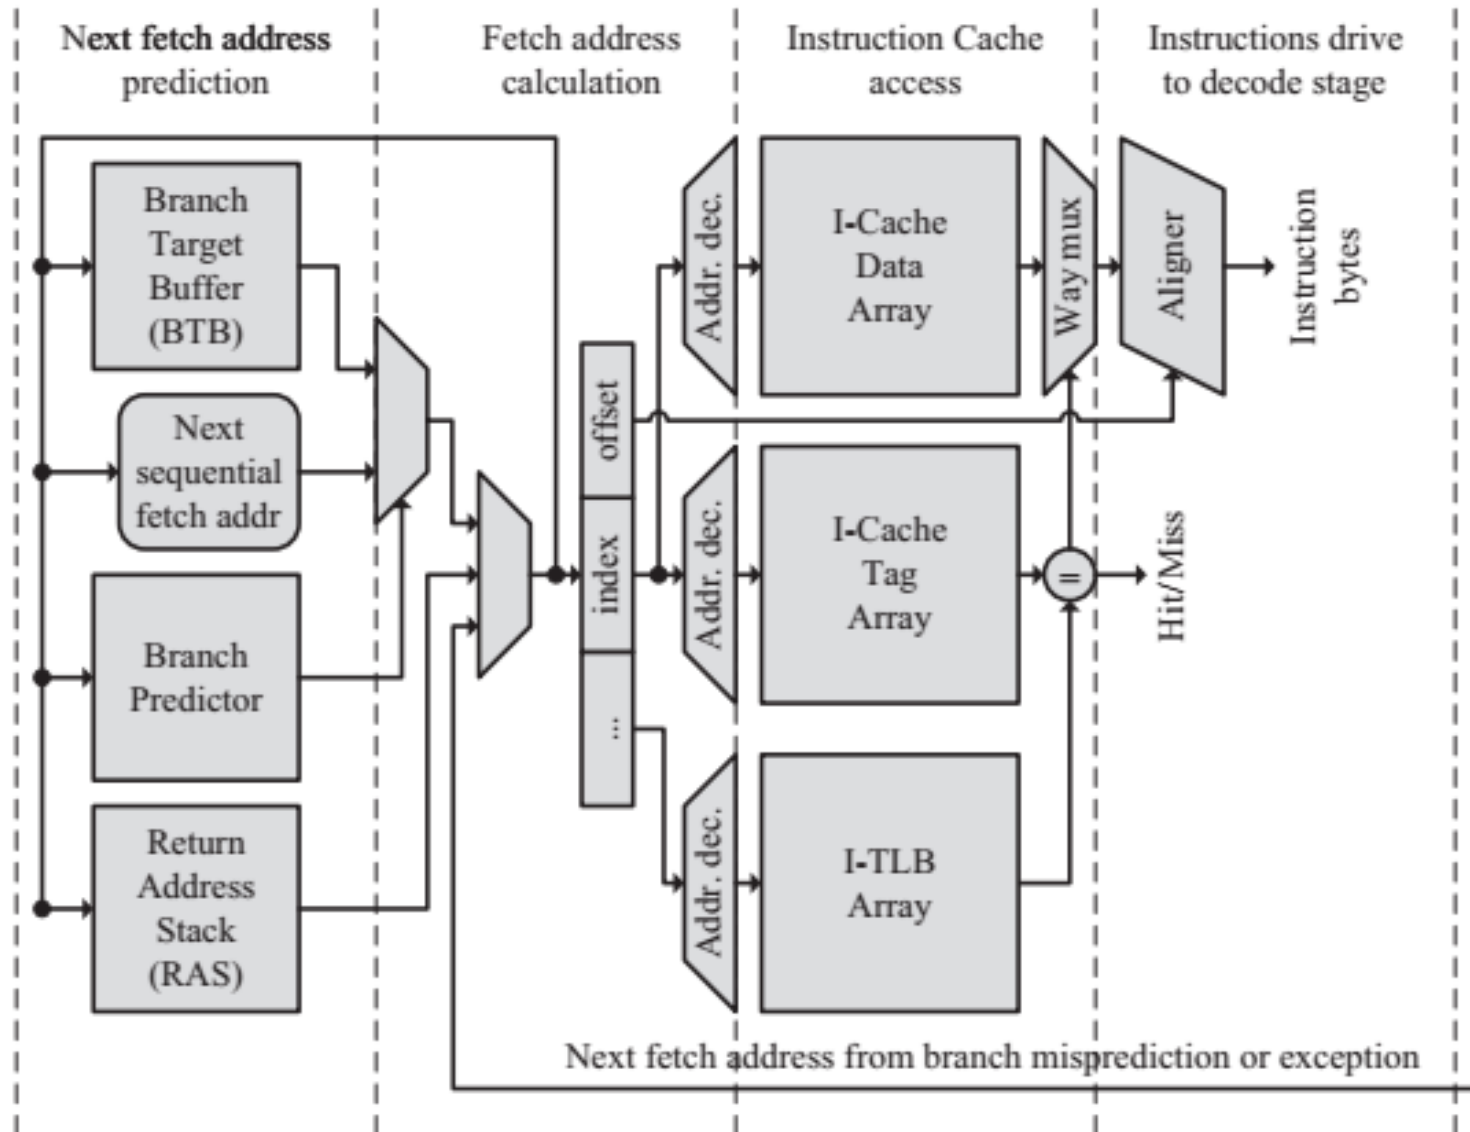 Next fetch address
prediction
Fetch address
calculation
Instruction Cache
access
Instructions drive
to decode stage
Branch
Target
Buffer
(BTB)
Next
sequential
fetch addr
Branch
Predictor
Return
Address
Stack
(RAS)
offset
index
...
Addr. dec.
I-Cache
Data
Array
Way mux
Aligner
Instruction
bytes
Addr. dec.
I-Cache
Tag
Array
=
Hit/Miss
Addr. dec.
I-TLB
Array
Next fetch address from branch misprediction or exception